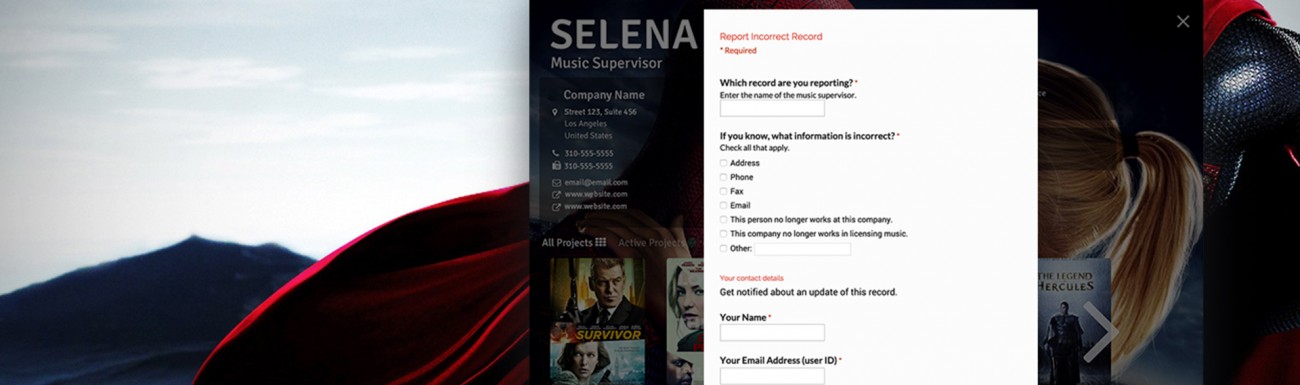 SELENA
Music Supervisor
Company Name
Street 123, Suite 456
Los Angeles
United States
310-555-5555
310-555-5555
email@email.com
www.website.com
www.website.com
All Projects
Active Projects
SURVIVOR
Report Incorrect Record
* Required
Which record are you reporting? *
Enter the name of the music supervisor.
If you know, what information is incorrect? *
Check all that apply.
Address
Phone
Fax
Email
This person no longer works at this company.
This company no longer works in licensing music.
Other:
Your contact details
Get notified about an update of this record.
Your Name *
Your Email Address (user ID) *
THE LEGEND
HERCULES